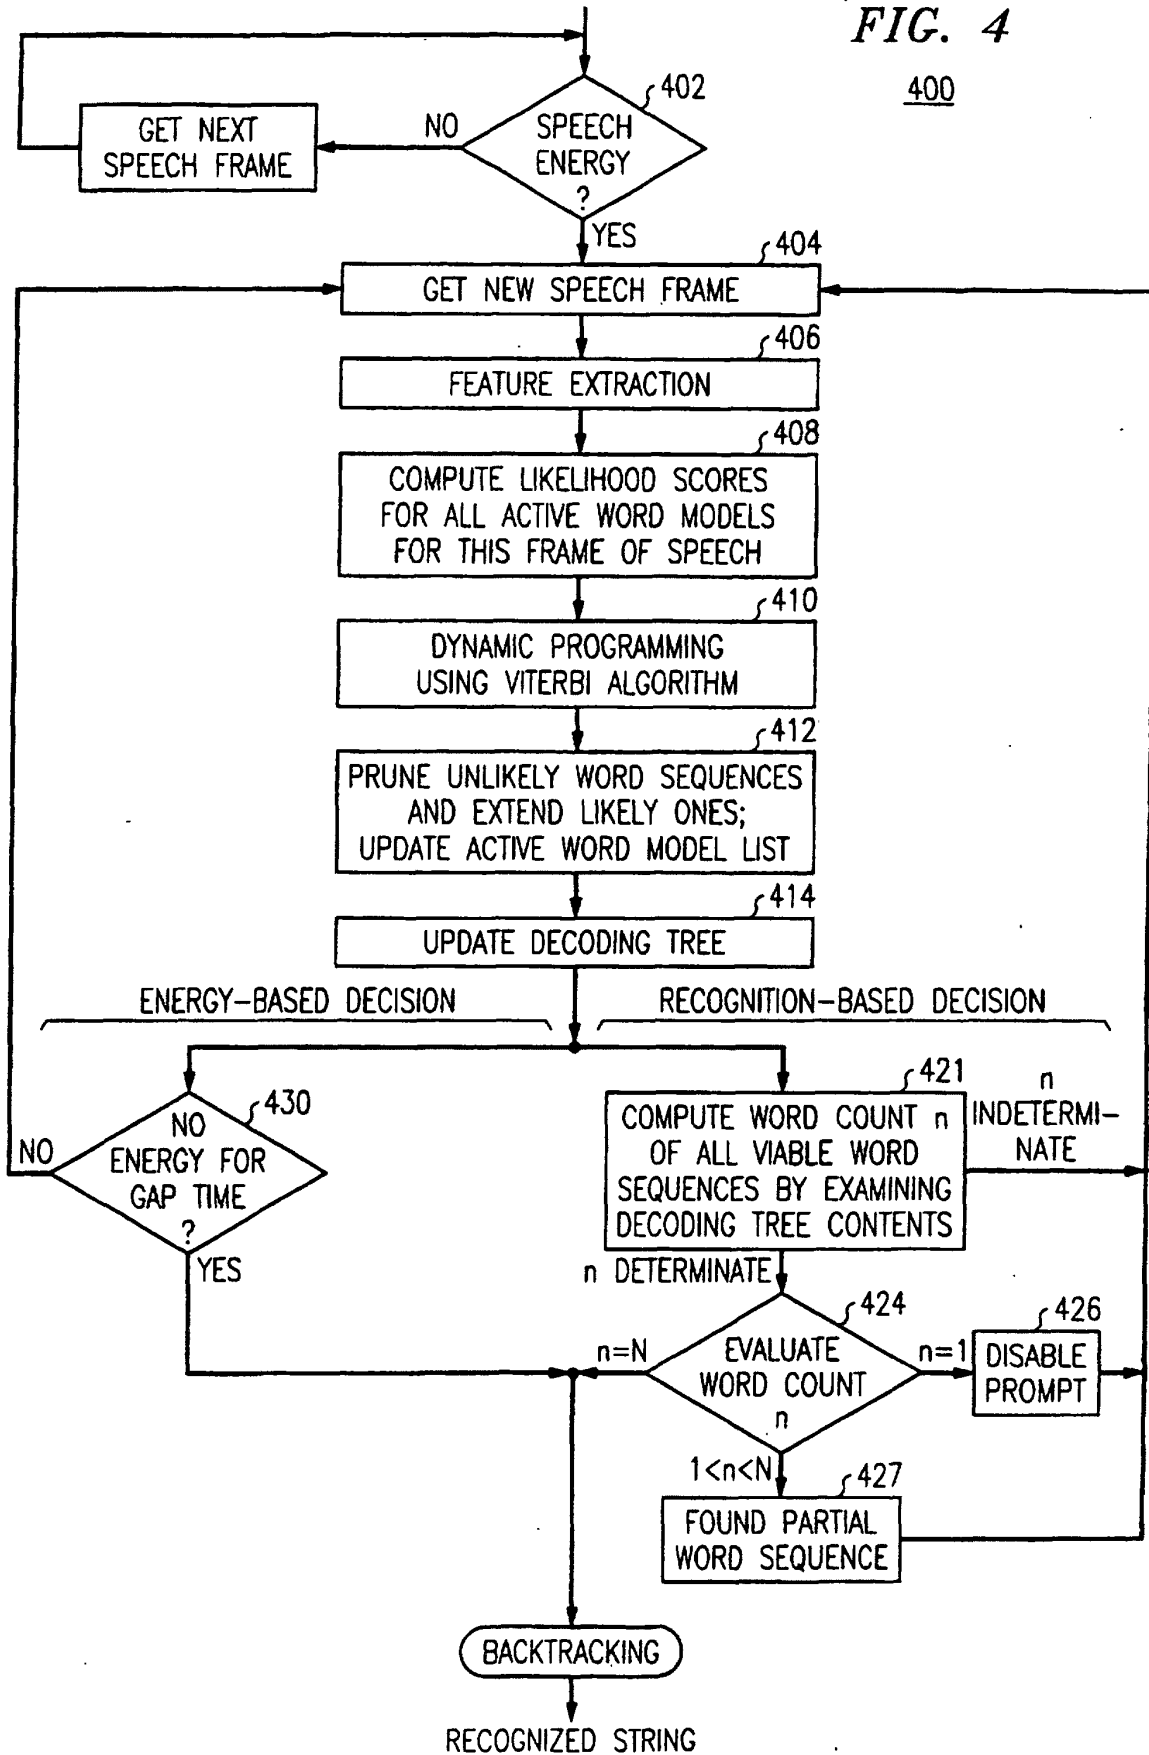 FIG. 4
400
402
SPEECH
ENERGY
?
NO
GET NEXT
SPEECH FRAME
YES
404
GET NEW SPEECH FRAME
406
FEATURE EXTRACTION
408
COMPUTE LIKELIHOOD SCORES
FOR ALL ACTIVE WORD MODELS
FOR THIS FRAME OF SPEECH
410
DYNAMIC PROGRAMMING
USING VITERBI ALGORITHM
412
PRUNE UNLIKELY WORD SEQUENCES
AND EXTEND LIKELY ONES;
UPDATE ACTIVE WORD MODEL LIST
414
UPDATE DECODING TREE
ENERGY-BASED DECISION
RECOGNITION-BASED DECISION
430
NO
ENERGY FOR
GAP TIME
?
NO
YES
421
COMPUTE WORD COUNT n
OF ALL VIABLE WORD
SEQUENCES BY EXAMINING
DECODING TREE CONTENTS
n
INDETERMI-
NATE
n DETERMINATE
424
EVALUATE
WORD COUNT
n
n=N
n=1
426
DISABLE
PROMPT
1<n<N
427
FOUND PARTIAL
WORD SEQUENCE
BACKTRACKING
RECOGNIZED STRING